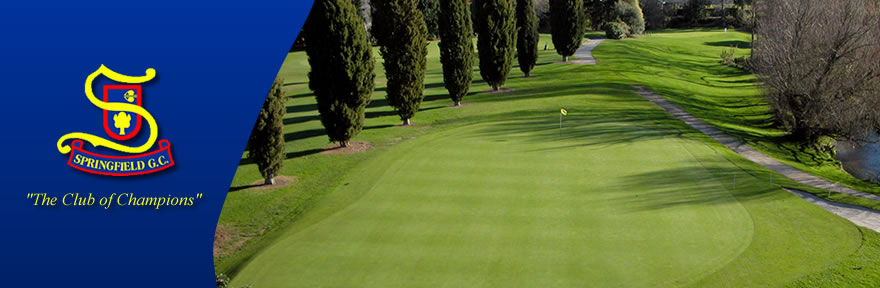 S
SPRINGFIELD G.C.
"The Club of Champions"